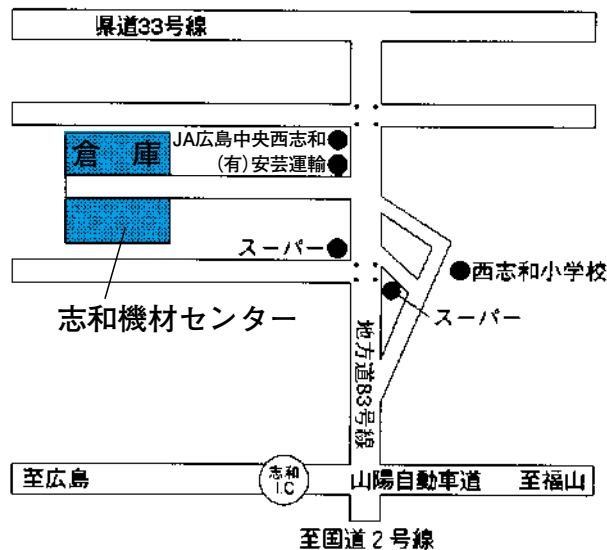 県道33号線
JA広島中央西志和
(有)安芸運輸
倉 庫
スーパー
西志和小学校
志和機材センター
スーパー
地方道83号線
至広島
志和
I.C
山陽自動車道
至福山
至国道2号線